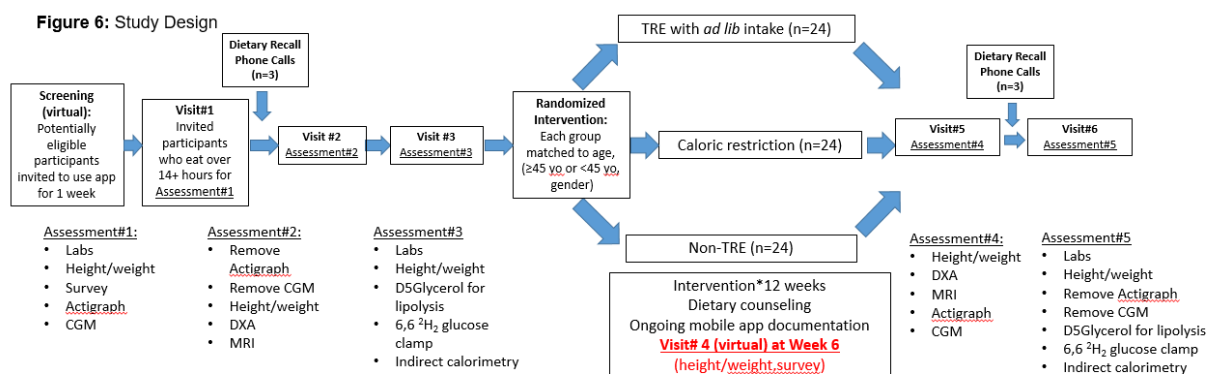 Figure 6: Study Design
Dietary Recall
Phone Calls
(n=3)
Screening
(virtual):
Potentially
eligible
participants
invited to use app
for 1 week
Visit#1
Invited
participants
who eat over
14+ hours for
Assessment#1
Visit #2
Assessment#2
Visit #3
Assessment#3
Randomized
Intervention:
Each group
matched to age,
(≥45 yo or <45 yo,
gender)
TRE with ad lib intake (n=24)
Caloric restriction (n=24)
Non-TRE (n=24)
Intervention*12 weeks
Dietary counseling
Ongoing mobile app documentation
Visit# 4 (virtual) at Week 6
(height/weight,survey)
Dietary Recall
Phone Calls
(n=3)
Visit#5
Assessment#4
Visit#6
Assessment#5
Assessment#1:
• Labs
• Height/weight
• Survey
• Actigraph
• CGM
Assessment#2:
• Remove
Actigraph
• Remove CGM
• Height/weight
• DXA
• MRI
Assessment#3
• Labs
• Height/weight
• D5Glycerol for
lipolysis
• 6,6 ²H₂ glucose
clamp
• Indirect calorimetry
Assessment#4:
• Height/weight
• DXA
• MRI
• Actigraph
• CGM
Assessment#5
• Labs
• Height/weight
• Remove Actigraph
• Remove CGM
• D5Glycerol for lipolysis
• 6,6 ²H₂ glucose clamp
• Indirect calorimetry